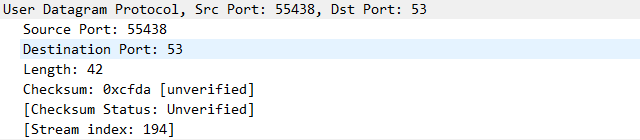 User Datagram Protocol, Src Port: 55438, Dst Port: 53
Source Port: 55438
Destination Port: 53
Length: 42
Checksum: 0xcfda [unverified]
[Checksum Status: Unverified]
[Stream index: 194]